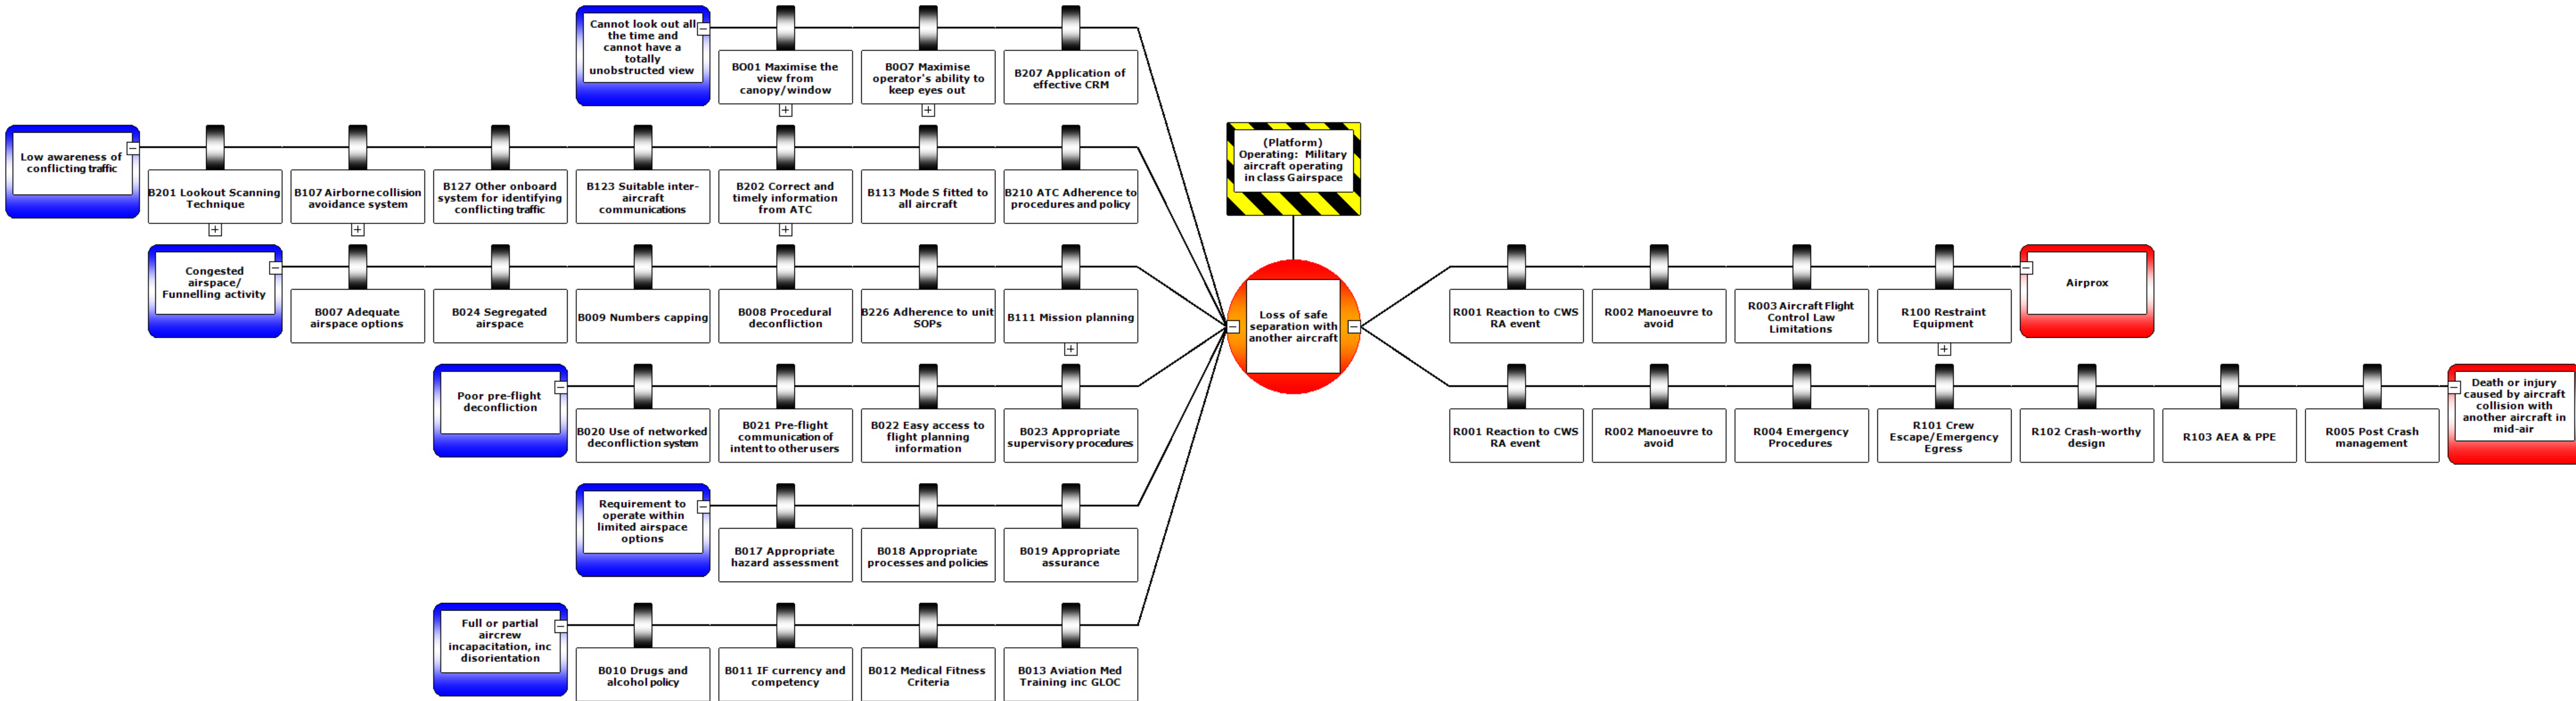 Cannot look out all
the time and
cannot have a
totally
unobstructed view
BO01 Maximise the
view from
canopy/window
B0O7 Maximise
operator's ability to
keep eyes out
B207 Application of
effective CRM
Low awareness of
conflicting traffic
B201 Lookout Scanning
Technique
B107 Airborne collision
avoidance system
B127 Other onboard
system for identifying
conflicting traffic
B123 Suitable inter-
aircraft
communications
B202 Correct and
timely information
from ATC
B113 Mode S fitted to
all aircraft
B210 ATC Adherence to
procedures and policy
Congested
airspace/
Funnelling activity
B007 Adequate
airspace options
B024 Segregated
airspace
B009 Numbers capping
B008 Procedural
deconfliction
B226 Adherence to unit
SOPs
B111 Mission planning
Poor pre-flight
deconfliction
B020 Use of networked
deconfliction system
B021 Pre-flight
communication of
intent to other users
B022 Easy access to
flight planning
information
B023 Appropriate
supervisory procedures
Requirement to
operate within
limited airspace
options
B017 Appropriate
hazard assessment
B018 Appropriate
processes and policies
B019 Appropriate
assurance
Full or partial
aircrew
incapacitation, inc
disorientation
B010 Drugs and
alcohol policy
B011 IF currency and
competency
B012 Medical Fitness
Criteria
B013 Aviation Med
Training inc GLOC
(Platform)
Operating: Military
aircraft operating
in class Gairspace
Loss of safe
separation with
another aircraft
R001 Reaction to CWS
RA event
R002 Manoeuvre to
avoid
R003 Aircraft Flight
Control Law
Limitations
R100 Restraint
Equipment
Airprox
R001 Reaction to CWS
RA event
R002 Manoeuvre to
avoid
R004 Emergency
Procedures
R101 Crew
Escape/Emergency
Egress
R102 Crash-worthy
design
R103 AEA & PPE
R005 Post Crash
management
Death or injury
caused by aircraft
collision with
another aircraft in
mid-air